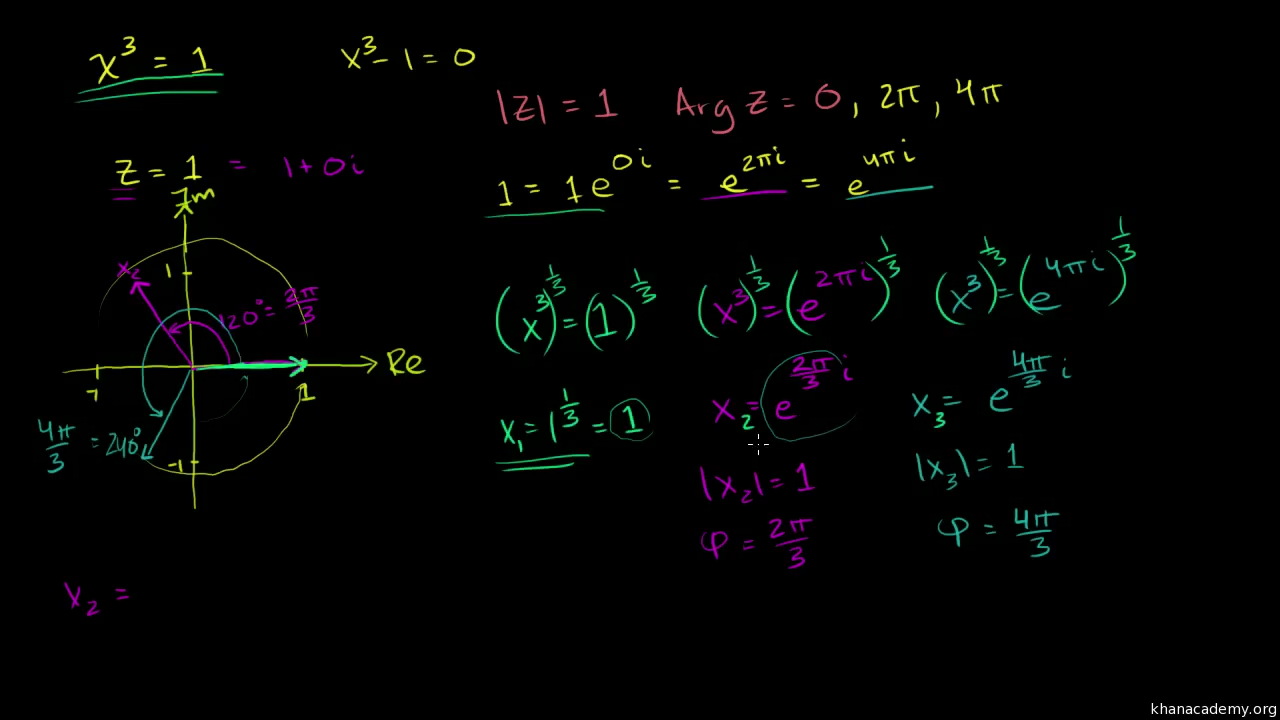 x³ = 1
x³ - 1 = 0
|z| = 1 Arg z = 0, 2π, 4π
z = 1 = 1 + 0i
1 = 1e^{0i} = e^{2πi} = e^{4πi}
Im
1
-1
1
-1
Re
x₂
120° = 2π/3
4π/3 = 240°
(x³)^{1/3} = (1)^{1/3}
x₁ = 1^{1/3} = 1
(x³)^{1/3} = (e^{2πi})^{1/3}
x₂ = e^{2π/3 i}
|x₂| = 1
φ = 2π/3
(x³)^{1/3} = (e^{4πi})^{1/3}
x₃ = e^{4π/3 i}
|x₃| = 1
φ = 4π/3
x₂ =
khanacademy.org